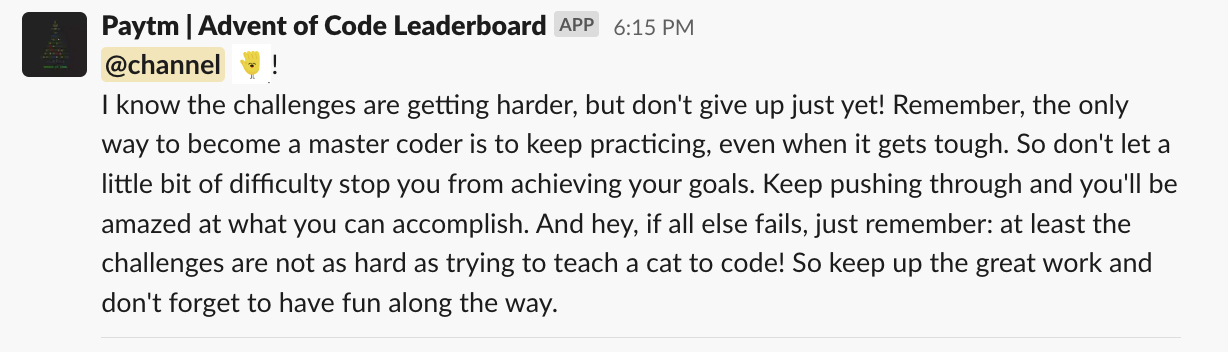 Paytm | Advent of Code Leaderboard APP 6:15 PM
@channel !
I know the challenges are getting harder, but don't give up just yet! Remember, the only
way to become a master coder is to keep practicing, even when it gets tough. So don't let a
little bit of difficulty stop you from achieving your goals. Keep pushing through and you'll be
amazed at what you can accomplish. And hey, if all else fails, just remember: at least the
challenges are not as hard as trying to teach a cat to code! So keep up the great work and
don't forget to have fun along the way.